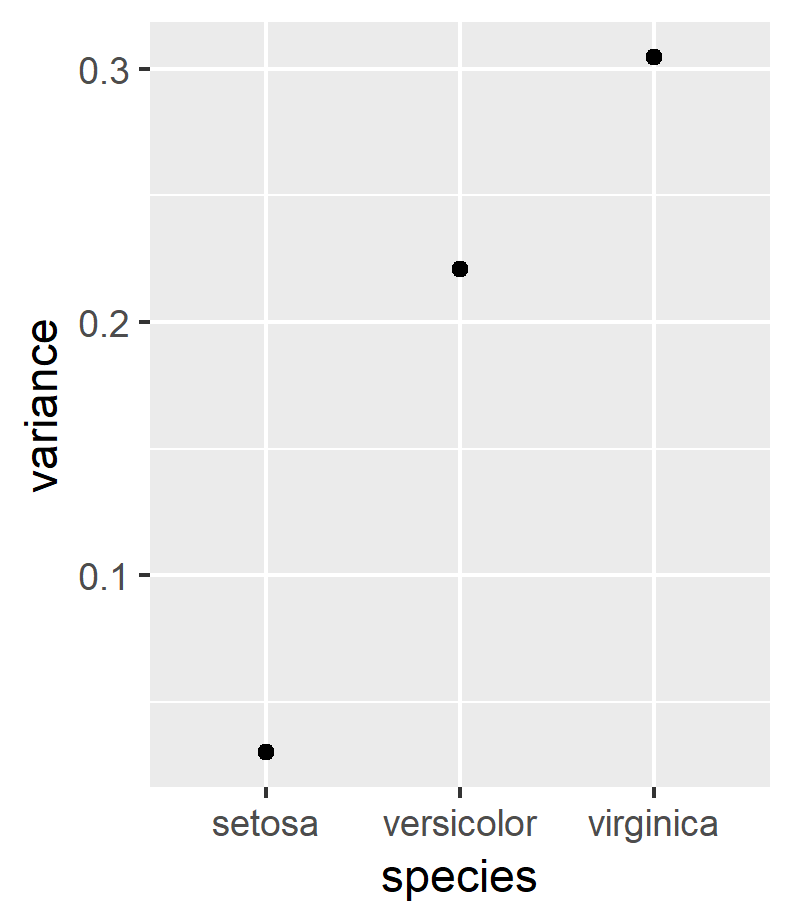 0.3
0.2
0.1
variance
setosa versicolor virginica
species